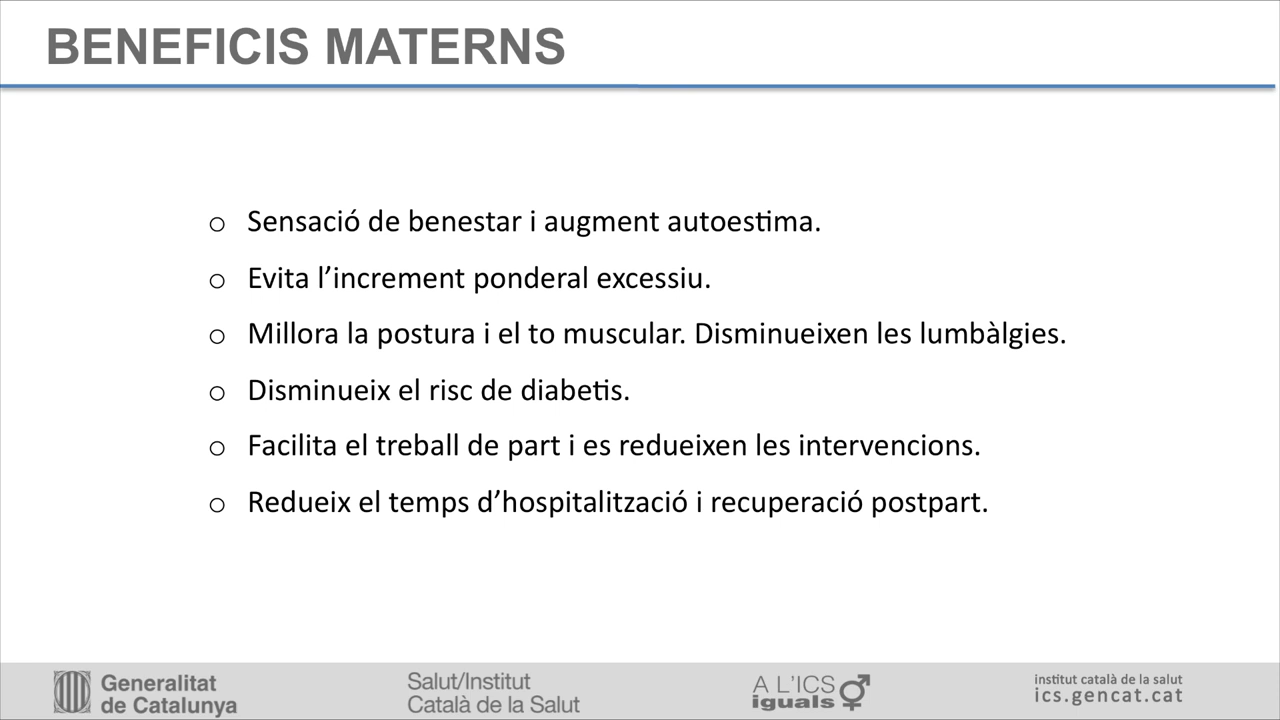 BENEFICIS MATERNS
o Sensació de benestar i augment autoestima.
o Evita l’increment ponderal excessiu.
o Millora la postura i el to muscular. Disminueixen les lumbàlgies.
o Disminueix el risc de diabetis.
o Facilita el treball de part i es redueixen les intervencions.
o Redueix el temps d’hospitalització i recuperació postpart.
Generalitat
de Catalunya
Salut/Institut
Català de la Salut
A L'ICS
iguals
institut català de la salut
ics.gencat.cat